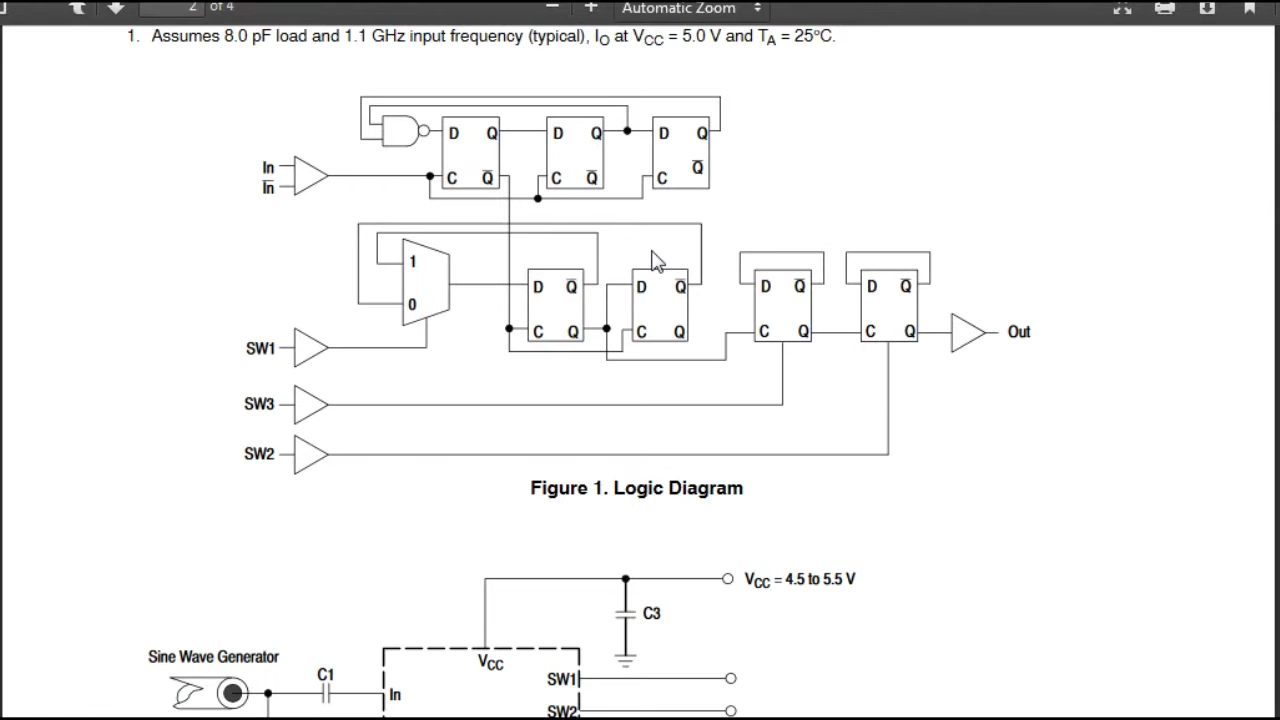 2 of 4 Automatic Zoom
1. Assumes 8.0 pF load and 1.1 GHz input frequency (typical), IO at VCC = 5.0 V and TA = 25°C.
D Q D Q D Q
In
In
C Q C Q C Q
1
0
D Q D Q D Q D Q
C Q C Q C Q C Q Out
SW1
SW3
SW2
Figure 1. Logic Diagram
VCC = 4.5 to 5.5 V
C3
Sine Wave Generator
VCC
C1
In
SW1
SW2